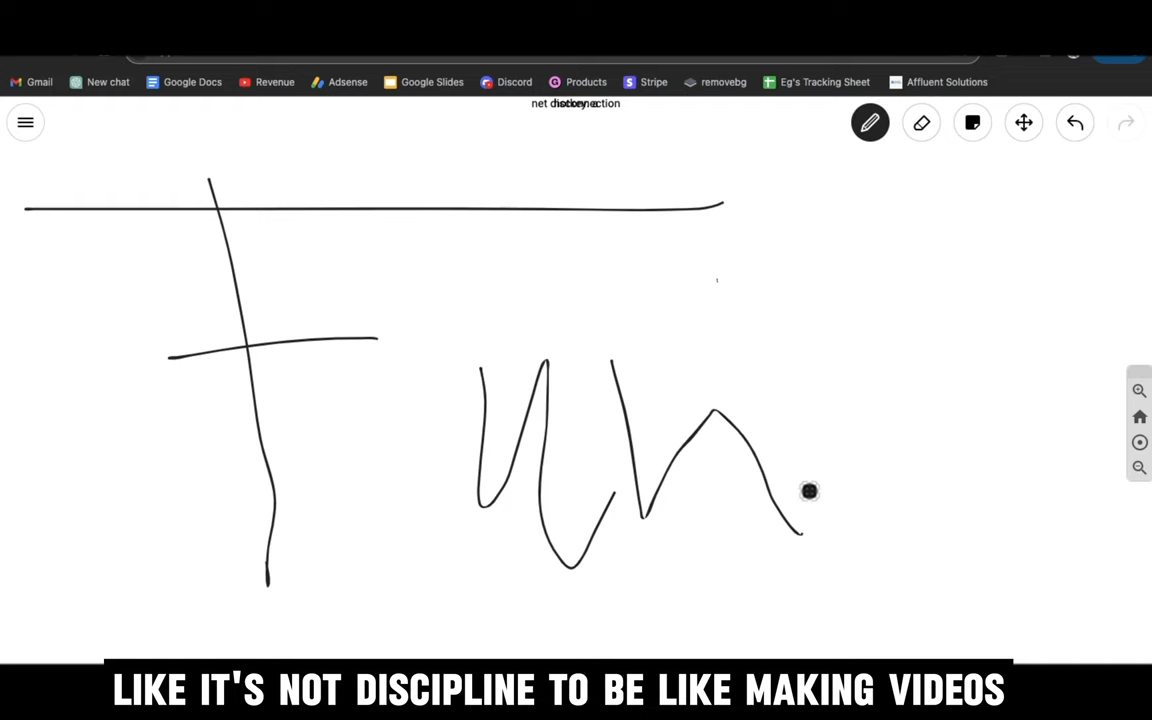 Gmail New chat Google Docs Revenue Adsense Google Slides Discord Products Stripe removebg Eg's Tracking Sheet Affluent Solutions
Fun
LIKE IT'S NOT DISCIPLINE TO BE LIKE MAKING VIDEOS